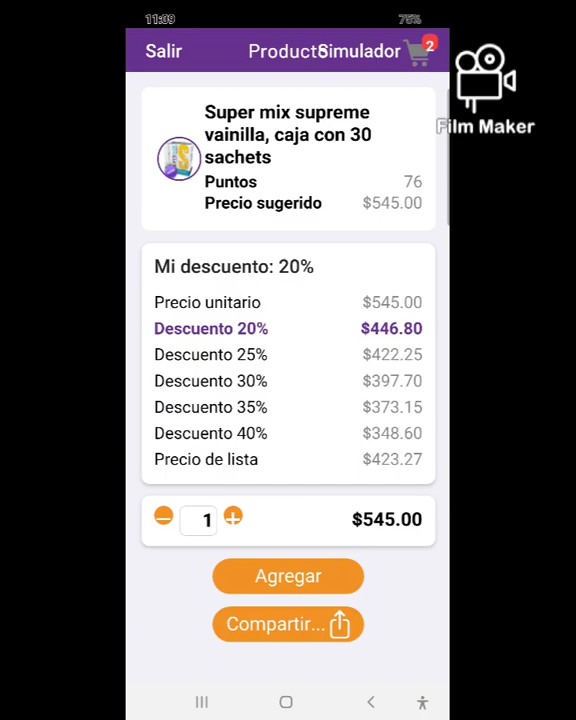 11:09
75%
Salir
Producto
Simulador
2
Film Maker
Super mix supreme
vainilla, caja con 30
sachets
Puntos 76
Precio sugerido $545.00
Mi descuento: 20%
Precio unitario $545.00
Descuento 20% $446.80
Descuento 25% $422.25
Descuento 30% $397.70
Descuento 35% $373.15
Descuento 40% $348.60
Precio de lista $423.27
1 $545.00
Agregar
Compartir...